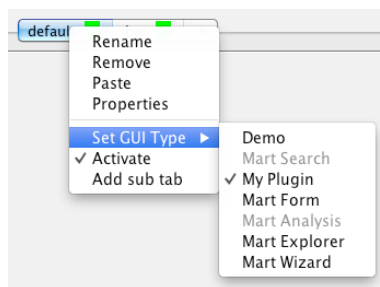 defaul
Rename
Remove
Paste
Properties
Set GUI Type
Activate
Add sub tab
Demo
Mart Search
My Plugin
Mart Form
Mart Analysis
Mart Explorer
Mart Wizard